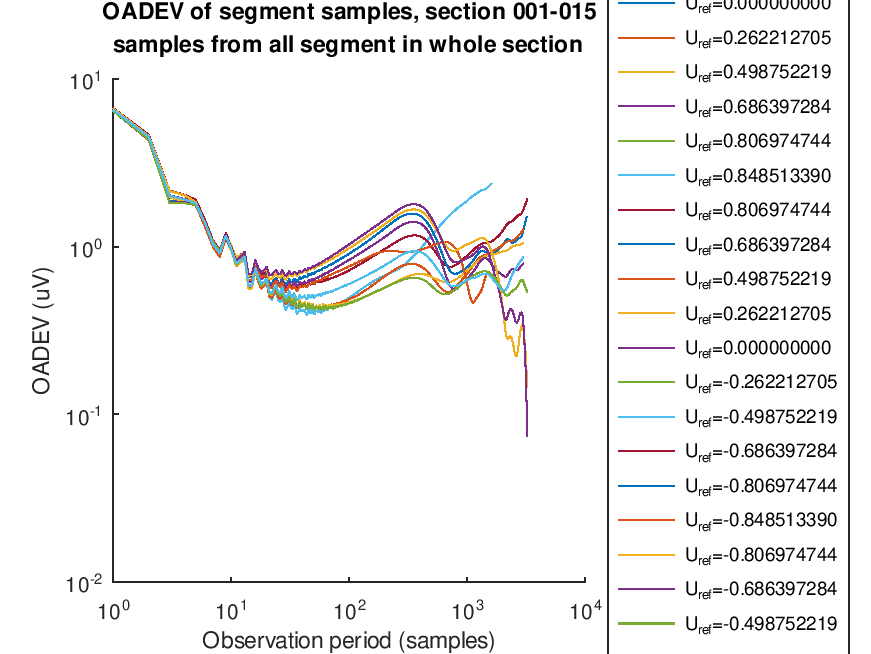 OADEV of segment samples, section 001-015
samples from all segment in whole section
OADEV (uV)
10^1
10^0
10^-1
10^-2
10^0 10^1 10^2 10^3 10^4
Observation period (samples)
U_ref=0.000000000
U_ref=0.262212705
U_ref=0.498752219
U_ref=0.686397284
U_ref=0.806974744
U_ref=0.848513390
U_ref=0.806974744
U_ref=0.686397284
U_ref=0.498752219
U_ref=0.262212705
U_ref=0.000000000
U_ref=-0.262212705
U_ref=-0.498752219
U_ref=-0.686397284
U_ref=-0.806974744
U_ref=-0.848513390
U_ref=-0.806974744
U_ref=-0.686397284
U_ref=-0.498752219